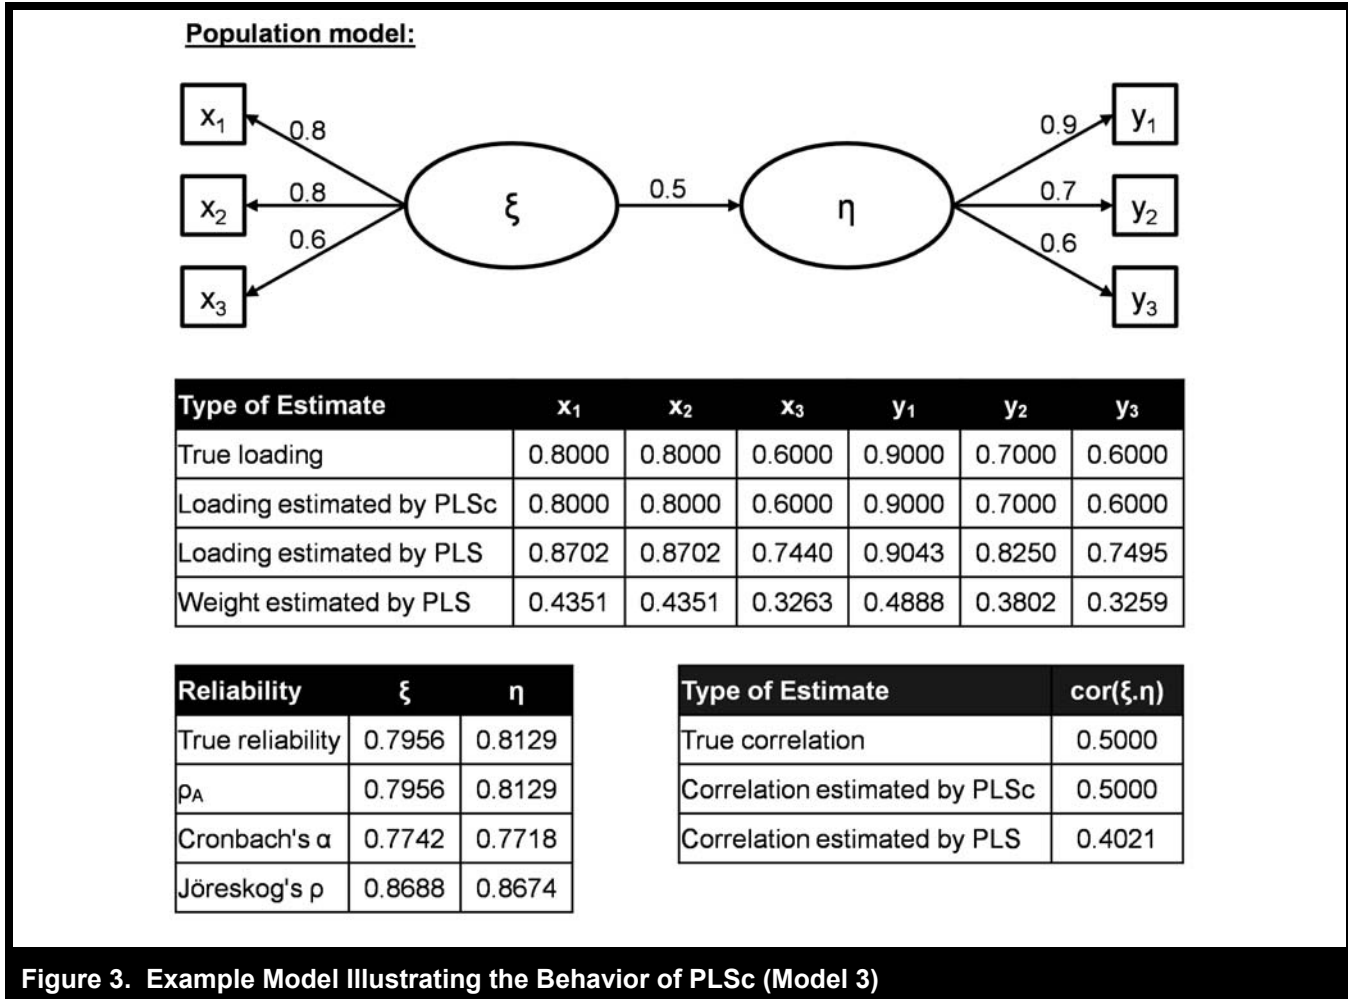 Population model:
x₁ 0.8 0.9 y₁
x₂ 0.8 ξ 0.5 η 0.7 y₂
x₃ 0.6 0.6 y₃
Type of Estimate x₁ x₂ x₃ y₁ y₂ y₃
True loading 0.8000 0.8000 0.6000 0.9000 0.7000 0.6000
Loading estimated by PLSc 0.8000 0.8000 0.6000 0.9000 0.7000 0.6000
Loading estimated by PLS 0.8702 0.8702 0.7440 0.9043 0.8250 0.7495
Weight estimated by PLS 0.4351 0.4351 0.3263 0.4888 0.3802 0.3259
Reliability ξ η
True reliability 0.7956 0.8129
ρA 0.7956 0.8129
Cronbach's α 0.7742 0.7718
Jöreskog's ρ 0.8688 0.8674
Type of Estimate cor(ξ.η)
True correlation 0.5000
Correlation estimated by PLSc 0.5000
Correlation estimated by PLS 0.4021
Figure 3. Example Model Illustrating the Behavior of PLSc (Model 3)